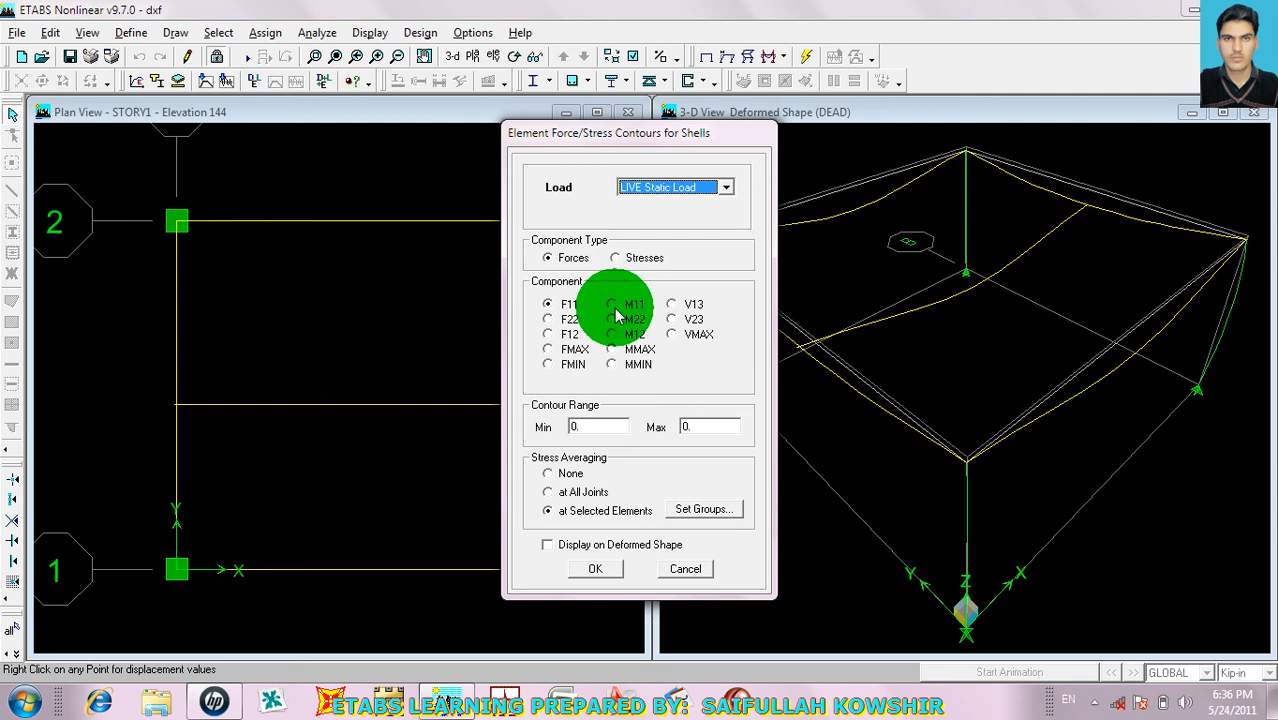 ETABS Nonlinear v9.7.0 - dxf
File Edit View Define Draw Select Assign Analyze Display Design Options Help
3-d
Plan View - STORY1 - Elevation 144
3-D View Deformed Shape (DEAD)
Element Force/Stress Contours for Shells
Load LIVE Static Load
Component Type
Forces Stresses
Component
F11 M11 V13
F22 M22 V23
F12 M12 VMAX
FMAX MMAX
FMIN MMIN
Contour Range
Min 0. Max 0.
Stress Averaging
None
at All Joints
at Selected Elements Set Groups...
Display on Deformed Shape
OK Cancel
2
1
Y
X
B
Y
Z
X
all
Right Click on any Point for displacement values
Start Animation << >> GLOBAL Kip-in
EN
6:36 PM
5/24/2011
ETABS LEARNING PREPARED BY: SAIFULLAH KOWSHIR